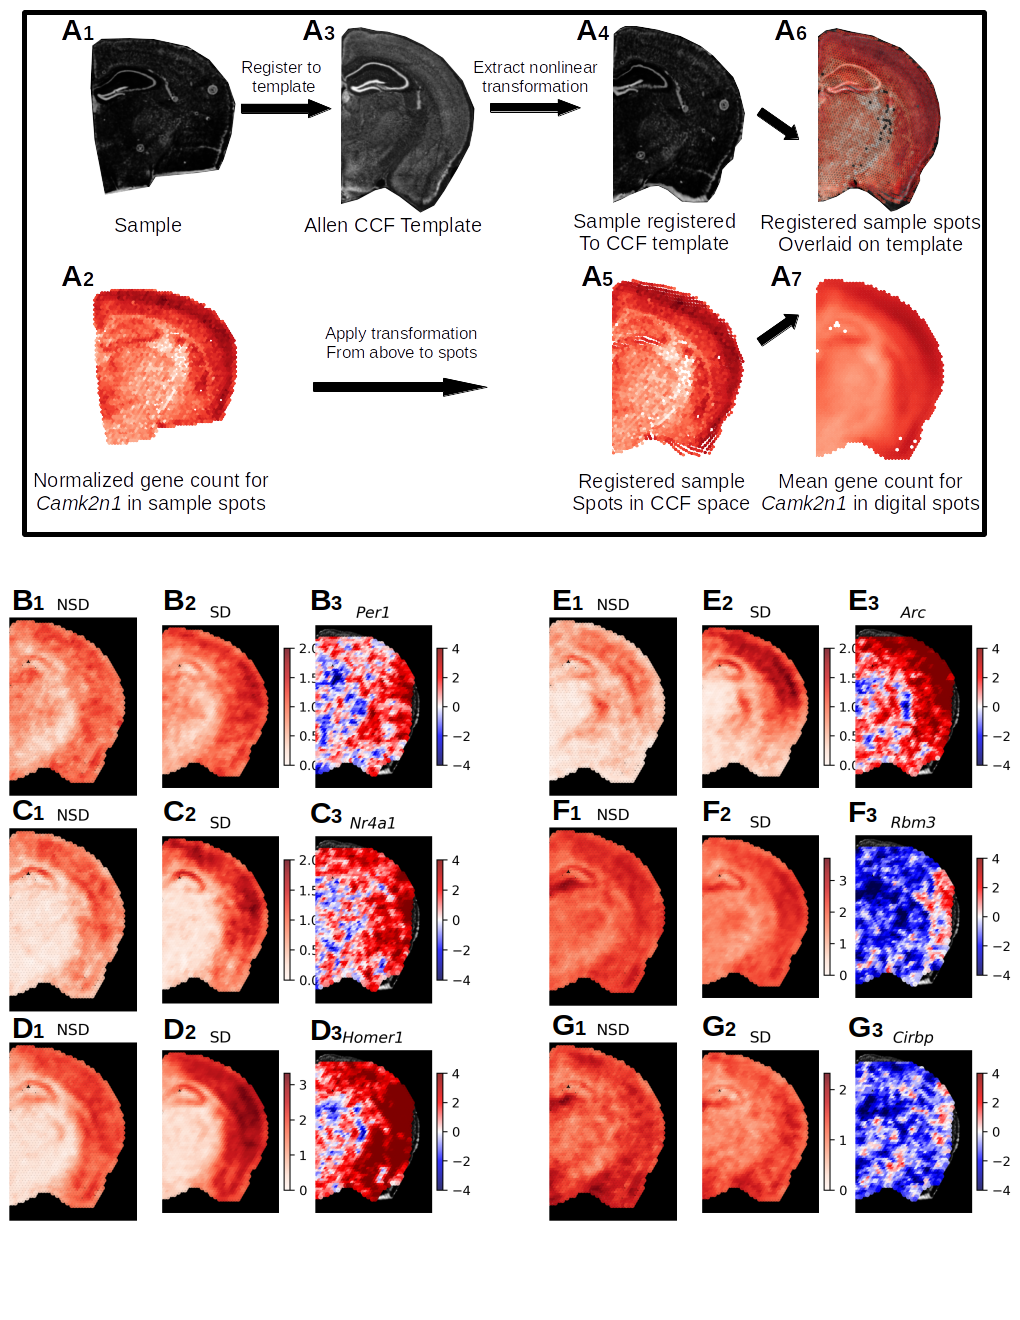 A1
A3
A4
A6
Register to
template
Extract nonlinear
transformation
Sample
Allen CCF Template
Sample registered
To CCF template
Registered sample spots
Overlaid on template
A2
A5
A7
Apply transformation
From above to spots
Normalized gene count for
Camk2n1 in sample spots
Registered sample
Spots in CCF space
Mean gene count for
Camk2n1 in digital spots
B1 NSD
B2 SD
B3 Per1
2.0
1.5
1.0
0.5
0.0
4
2
0
−2
−4
E1 NSD
E2 SD
E3 Arc
2.0
1.5
1.0
0.5
0.0
4
2
0
−2
−4
C1 NSD
C2 SD
C3 Nr4a1
2.0
1.5
1.0
0.5
0.0
4
2
0
−2
−4
F1 NSD
F2 SD
F3 Rbm3
3
2
1
0
4
2
0
−2
−4
D1 NSD
D2 SD
D3 Homer1
3
2
1
0
4
2
0
−2
−4
G1 NSD
G2 SD
G3 Cirbp
2
1
0
4
2
0
−2
−4